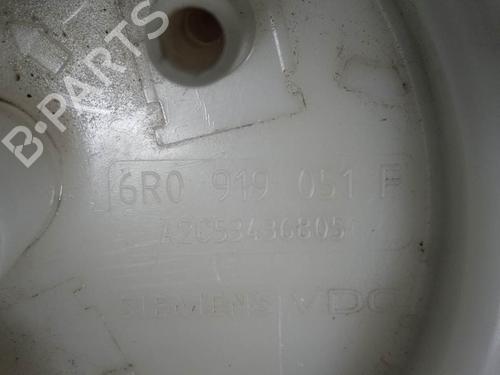 B-PARTS
6R0 919 051 F
A2C53436805
SIEMENS VDO